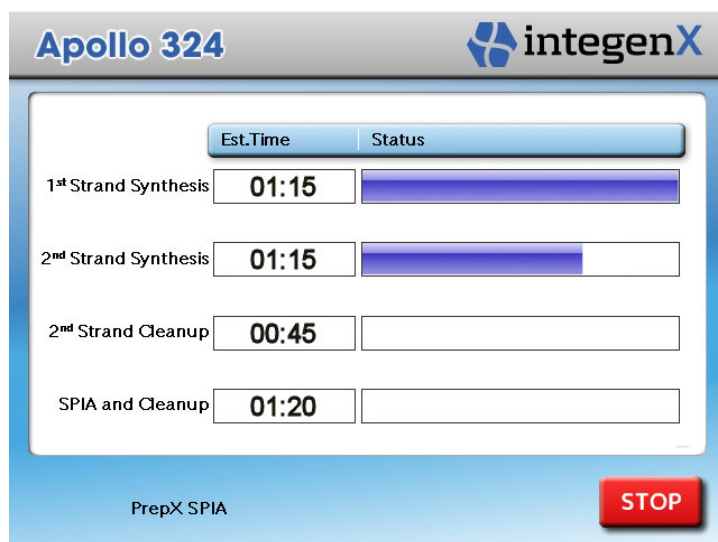 Apollo 324
integenX
Est.Time Status
1st Strand Synthesis 01:15
2nd Strand Synthesis 01:15
2nd Strand Cleanup 00:45
SPIA and Cleanup 01:20
PrepX SPIA
STOP